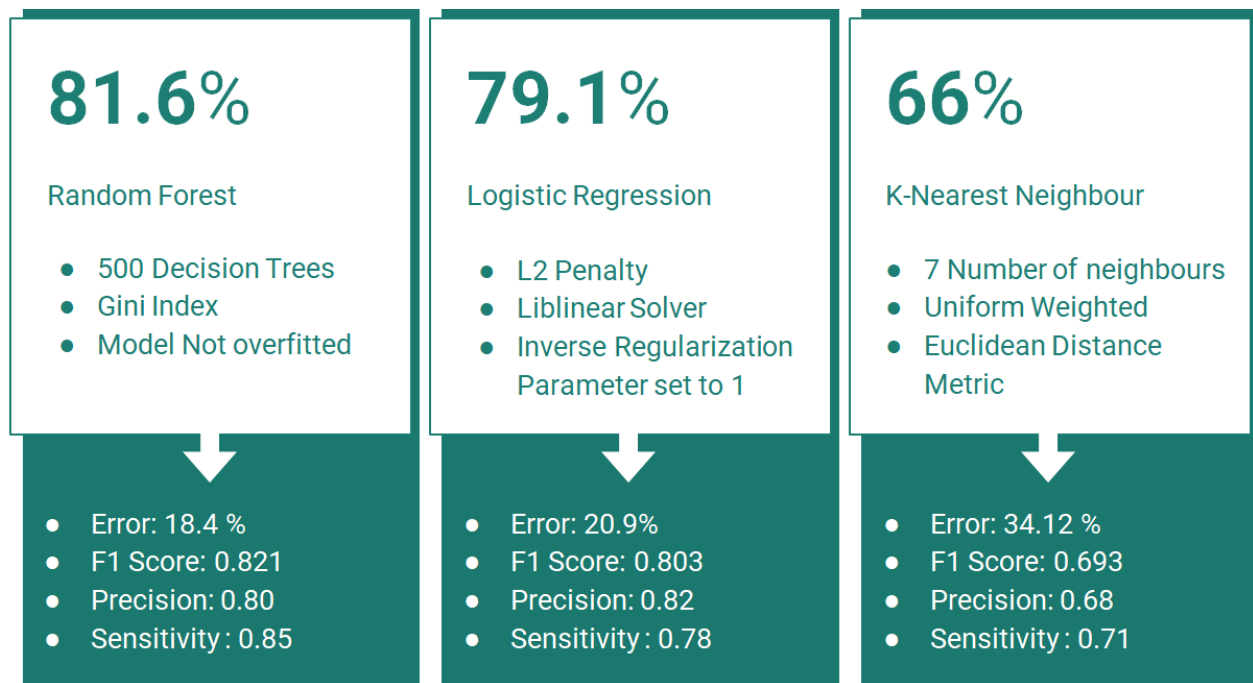 81.6%
Random Forest
● 500 Decision Trees
● Gini Index
● Model Not overfitted
● Error: 18.4 %
● F1 Score: 0.821
● Precision: 0.80
● Sensitivity : 0.85
79.1%
Logistic Regression
● L2 Penalty
● Liblinear Solver
● Inverse Regularization
Parameter set to 1
● Error: 20.9%
● F1 Score: 0.803
● Precision: 0.82
● Sensitivity : 0.78
66%
K-Nearest Neighbour
● 7 Number of neighbours
● Uniform Weighted
● Euclidean Distance
Metric
● Error: 34.12 %
● F1 Score: 0.693
● Precision: 0.68
● Sensitivity : 0.71